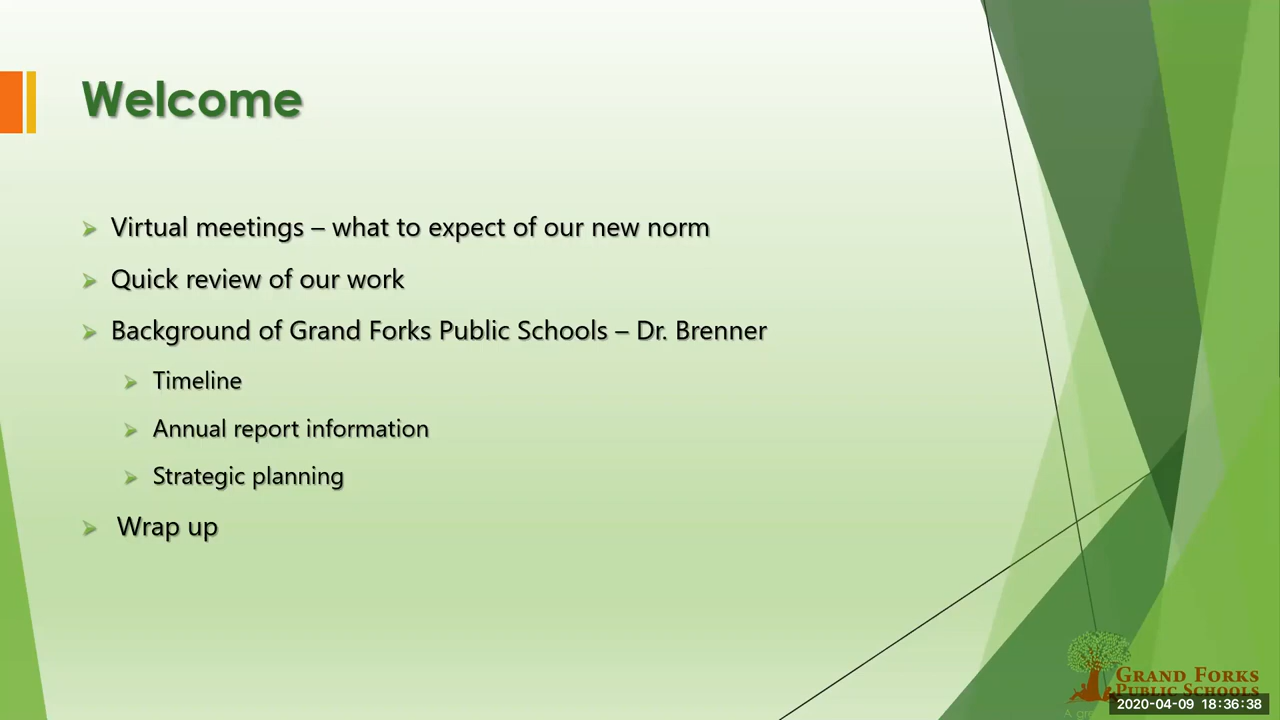 Welcome
Virtual meetings – what to expect of our new norm
Quick review of our work
Background of Grand Forks Public Schools – Dr. Brenner
Timeline
Annual report information
Strategic planning
Wrap up
GRAND FORKS
PUBLIC SCHOOLS
2020-04-09 18:36:38